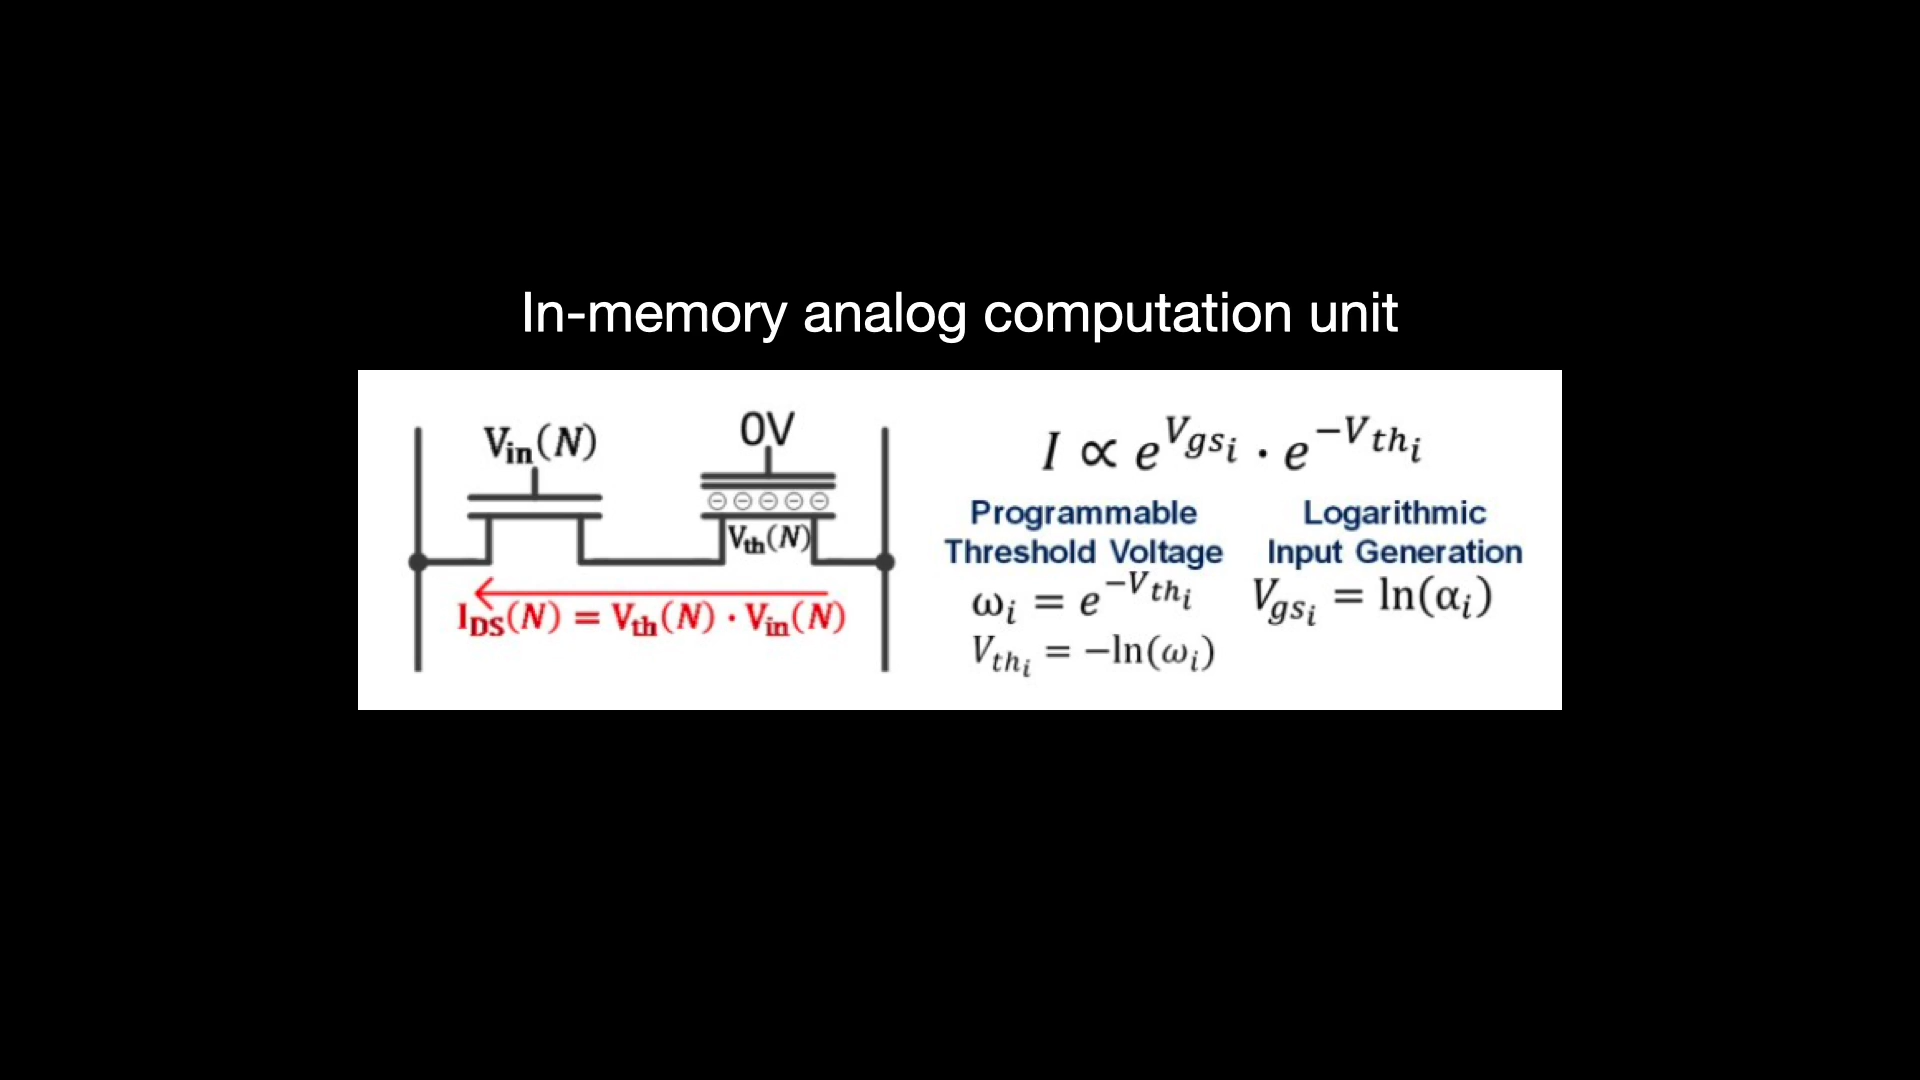 In-memory analog computation unit
Vin(N)
0V
⊖ ⊖ ⊖ ⊖ ⊖
Vth(N)
IDS(N) = Vth(N) · Vin(N)
I ∝ e^Vgsi · e^−Vthi
Programmable
Threshold Voltage
ωi = e^−Vthi
Vthi = −ln(ωi)
Logarithmic
Input Generation
Vgsi = ln(αi)